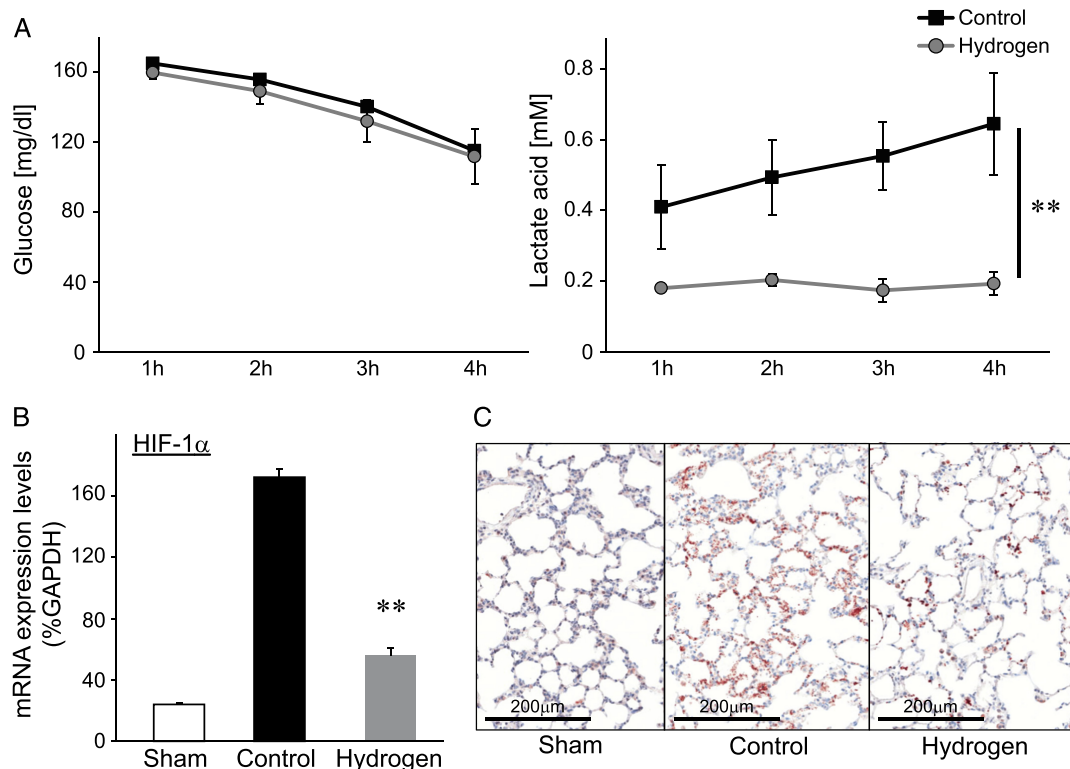 A
Control
Hydrogen
Glucose [mg/dl]
160
120
80
40
0
1h 2h 3h 4h
Lactate acid [mM]
0.8
0.6
0.4
0.2
0
1h 2h 3h 4h
**
B
HIF-1α
mRNA expression levels
(%GAPDH)
160
120
80
40
0
**
Sham Control Hydrogen
C
200μm 200μm 200μm
Sham Control Hydrogen